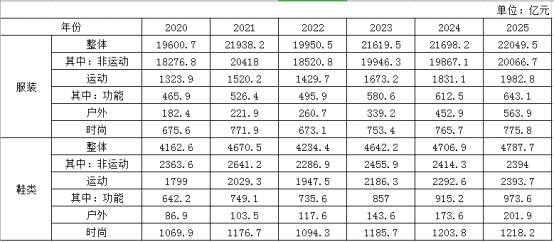 单位：亿元
年份 2020 2021 2022 2023 2024 2025
服装
整体 19600.7 21938.2 19950.5 21619.5 21698.2 22049.5
其中：非运动 18276.8 20418 18520.8 19946.3 19867.1 20066.7
运动 1323.9 1520.2 1429.7 1673.2 1831.1 1982.8
其中：功能 465.9 526.4 495.9 580.6 612.5 643.1
户外 182.4 221.9 260.7 339.2 452.9 563.9
时尚 675.6 771.9 673.1 753.4 765.7 775.8
鞋类
整体 4162.6 4670.5 4234.4 4642.2 4706.9 4787.7
其中：非运动 2363.6 2641.2 2286.9 2455.9 2414.3 2394
运动 1799 2029.3 1947.5 2186.3 2292.6 2393.7
其中：功能 642.2 749.1 735.6 857 915.2 973.6
户外 86.9 103.5 117.6 143.6 173.6 201.9
时尚 1069.9 1176.7 1094.3 1185.7 1203.8 1218.2